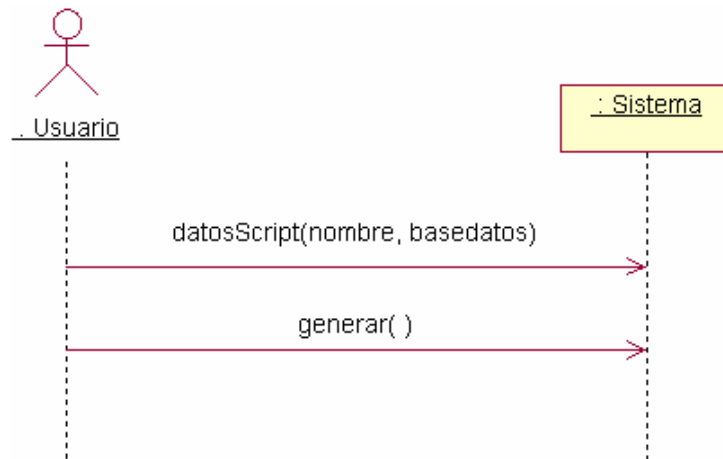 : Sistema
: Usuario
datosScript(nombre, basedatos)
generar( )